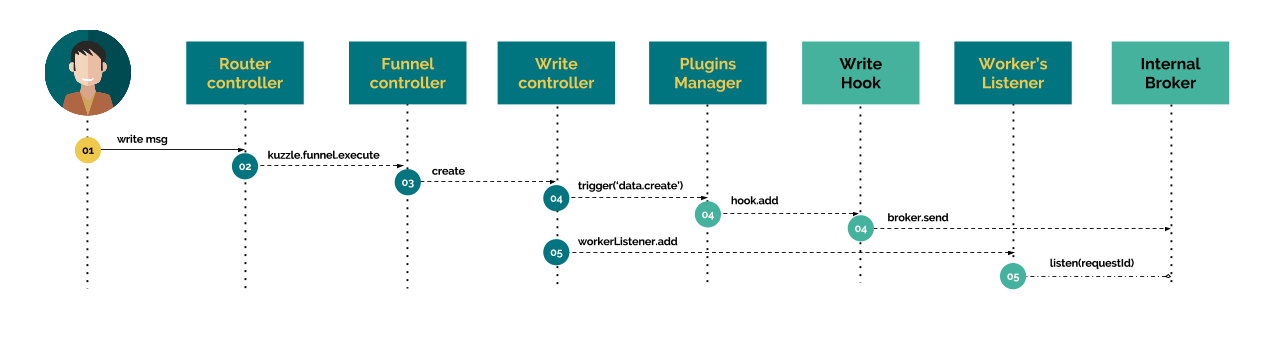 Router
controller
Funnel
controller
Write
controller
Plugins
Manager
Write
Hook
Worker's
Listener
Internal
Broker
01
write msg
02
kuzzle.funnel.execute
03
create
04
trigger('data.create')
04
hook.add
04
broker.send
05
workerListener.add
05
listen(requestId)